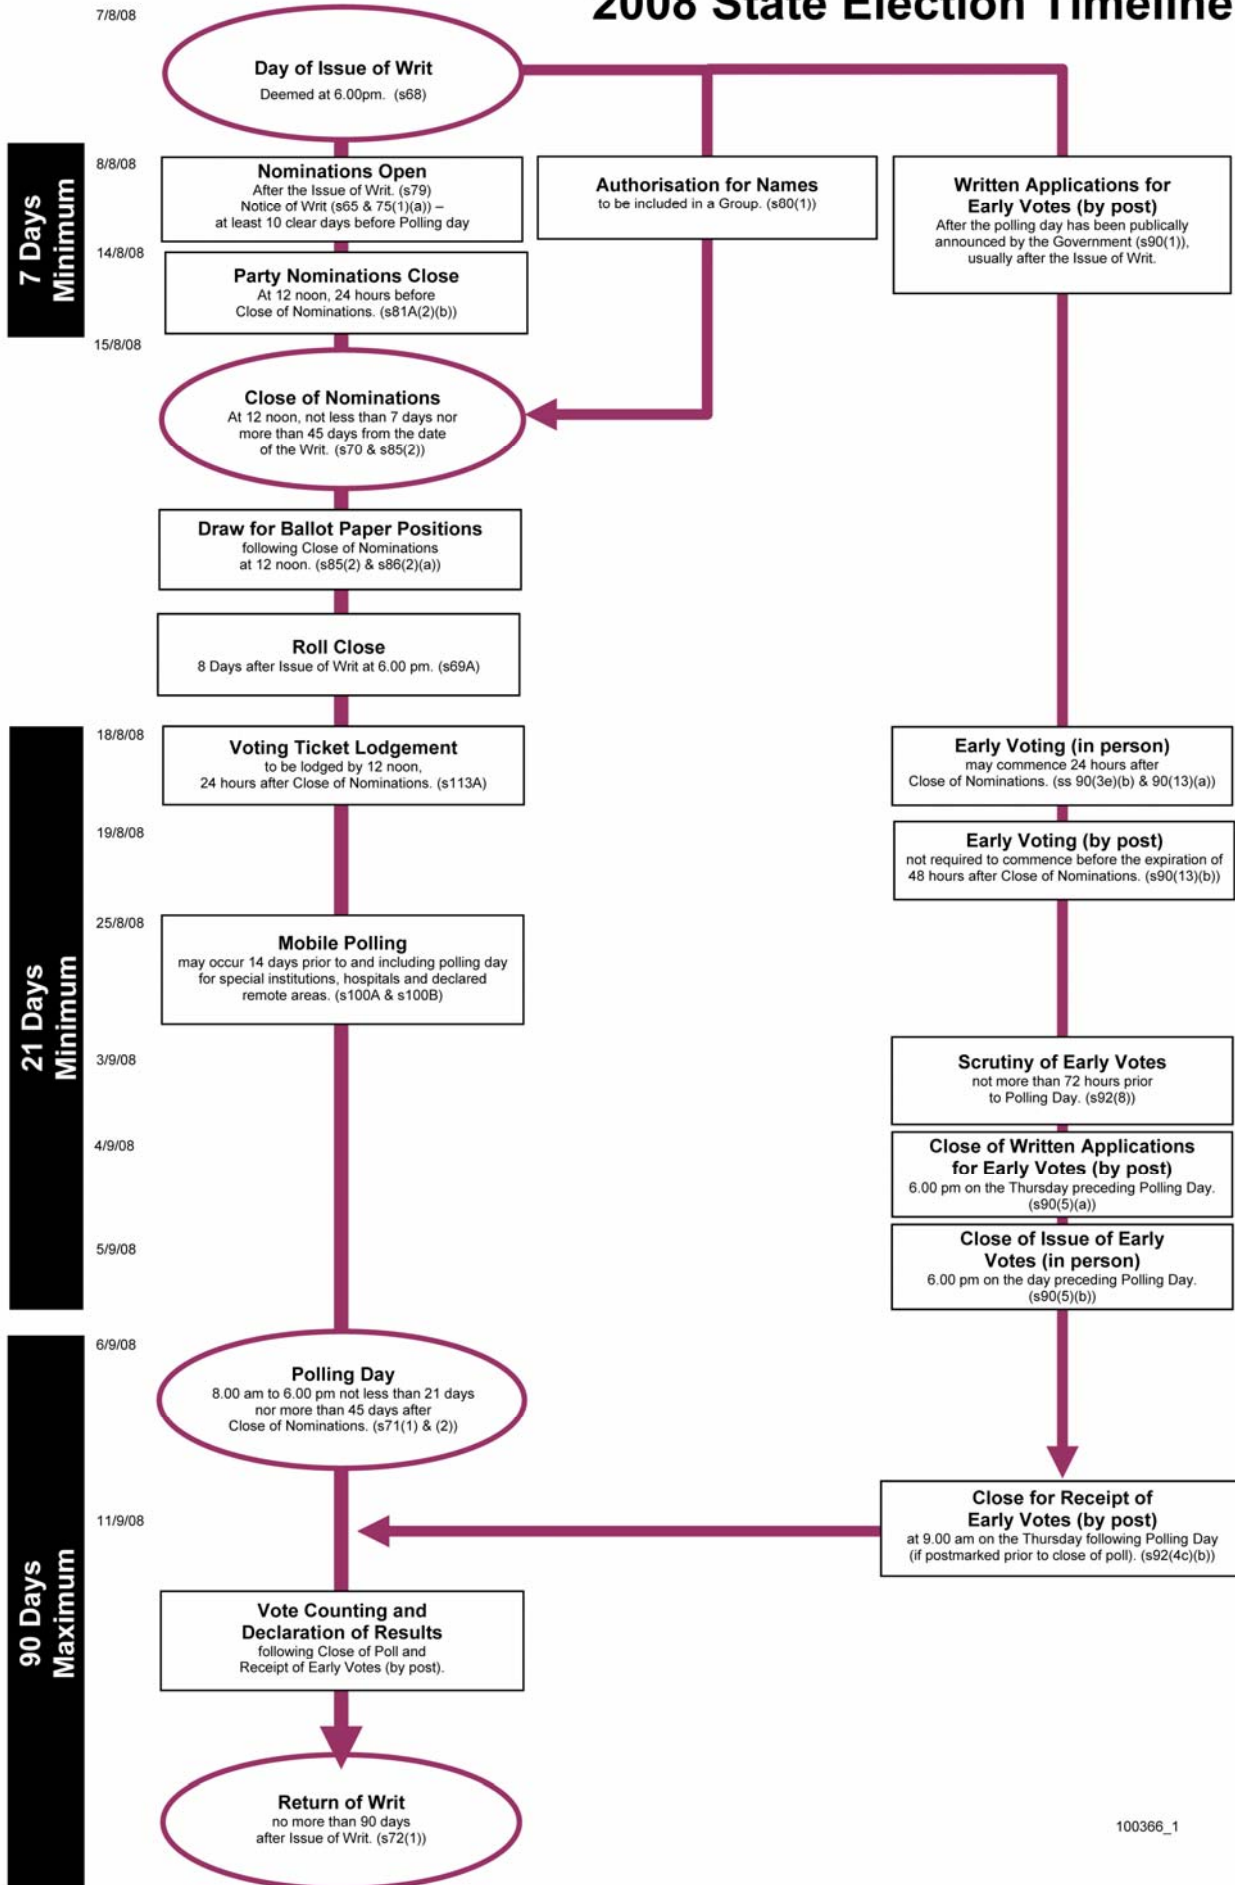 2008 State Election Timeline
7/8/08
Day of Issue of Writ
Deemed at 6.00pm. (s68)
7 Days
Minimum
8/8/08
Nominations Open
After the Issue of Writ. (s79)
Notice of Writ (s65 & 75(1)(a)) –
at least 10 clear days before Polling day
Authorisation for Names
to be included in a Group. (s80(1))
Written Applications for
Early Votes (by post)
After the polling day has been publically
announced by the Government (s90(1)),
usually after the Issue of Writ.
14/8/08
Party Nominations Close
At 12 noon, 24 hours before
Close of Nominations. (s81A(2)(b))
15/8/08
Close of Nominations
At 12 noon, not less than 7 days nor
more than 45 days from the date
of the Writ. (s70 & s85(2))
Draw for Ballot Paper Positions
following Close of Nominations
at 12 noon. (s85(2) & s86(2)(a))
Roll Close
8 Days after Issue of Writ at 6.00 pm. (s69A)
21 Days
Minimum
18/8/08
Voting Ticket Lodgement
to be lodged by 12 noon,
24 hours after Close of Nominations. (s113A)
Early Voting (in person)
may commence 24 hours after
Close of Nominations. (ss 90(3e)(b) & 90(13)(a))
19/8/08
Early Voting (by post)
not required to commence before the expiration of
48 hours after Close of Nominations. (s90(13)(b))
25/8/08
Mobile Polling
may occur 14 days prior to and including polling day
for special institutions, hospitals and declared
remote areas. (s100A & s100B)
3/9/08
Scrutiny of Early Votes
not more than 72 hours prior
to Polling Day. (s92(8))
4/9/08
Close of Written Applications
for Early Votes (by post)
6.00 pm on the Thursday preceding Polling Day.
(s90(5)(a))
5/9/08
Close of Issue of Early
Votes (in person)
6.00 pm on the day preceding Polling Day.
(s90(5)(b))
90 Days
Maximum
6/9/08
Polling Day
8.00 am to 6.00 pm not less than 21 days
nor more than 45 days after
Close of Nominations. (s71(1) & (2))
11/9/08
Close for Receipt of
Early Votes (by post)
at 9.00 am on the Thursday following Polling Day
(if postmarked prior to close of poll). (s92(4c)(b))
Vote Counting and
Declaration of Results
following Close of Poll and
Receipt of Early Votes (by post).
Return of Writ
no more than 90 days
after Issue of Writ. (s72(1))
100366_1